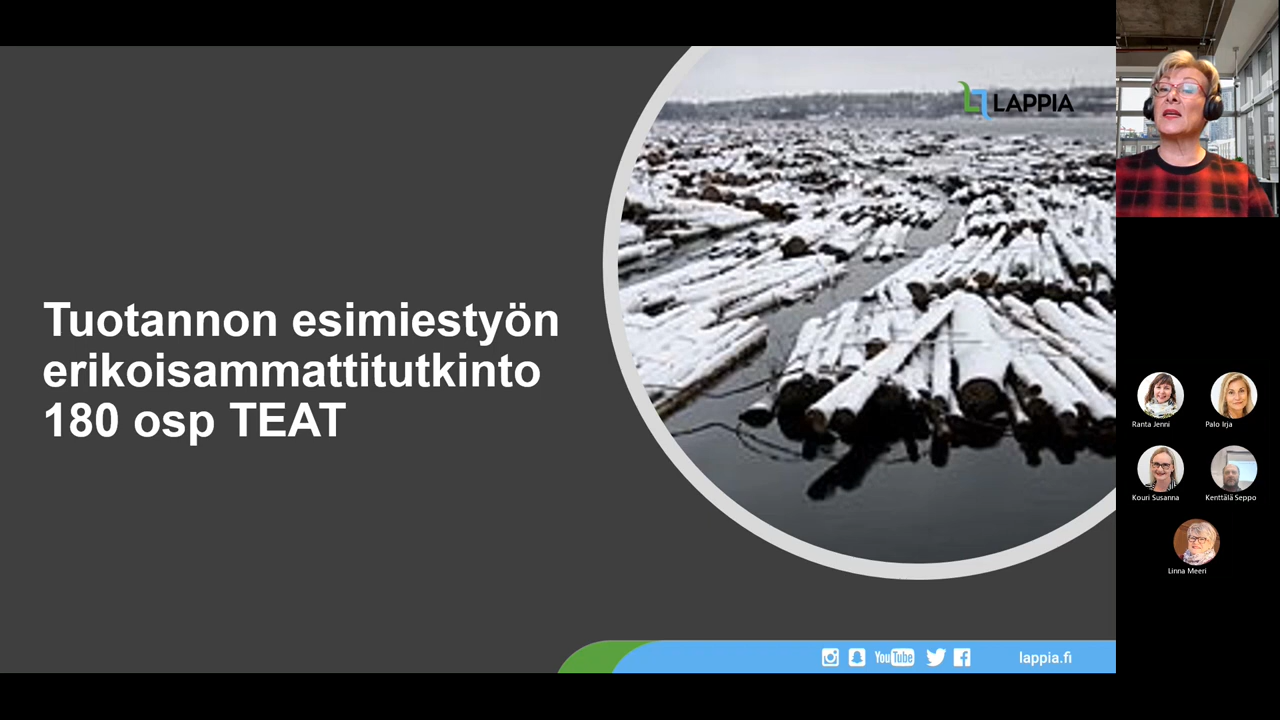 LAPPIA
Tuotannon esimiestyön
erikoisammattitutkinto
180 osp TEAT
YouTube
lappia.fi
Ranta Jenni
Palo Irja
Kouri Susanna
Kenttälä Seppo
Linna Meeri